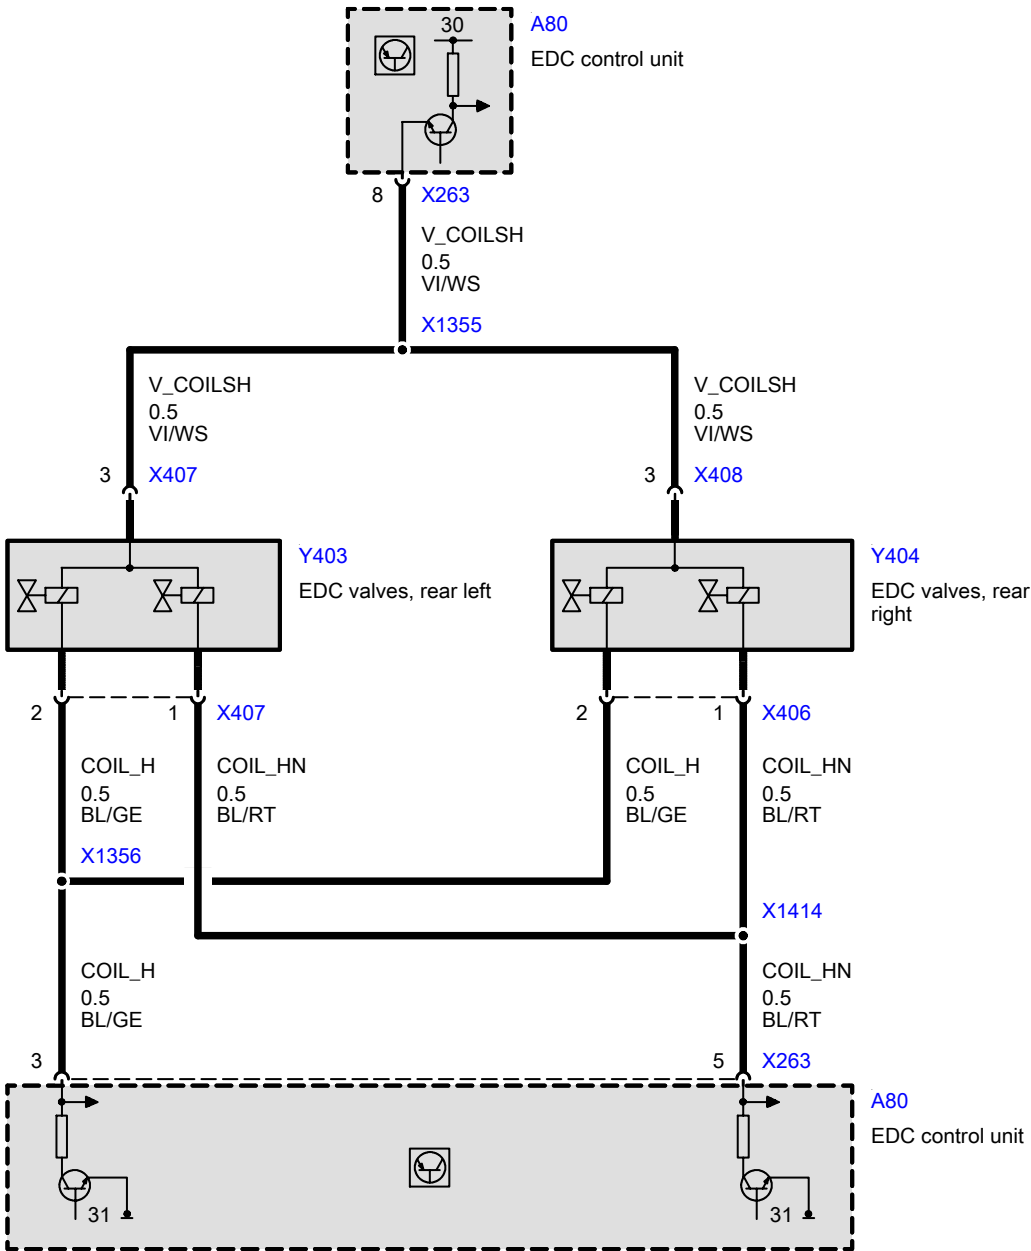 30
A80
EDC control unit
8
X263
V_COILSH
0.5
VI/WS
X1355
V_COILSH
0.5
VI/WS
V_COILSH
0.5
VI/WS
3
X407
3
X408
Y403
EDC valves, rear left
Y404
EDC valves, rear
right
2
1
X407
2
1
X406
COIL_H
0.5
BL/GE
COIL_HN
0.5
BL/RT
COIL_H
0.5
BL/GE
COIL_HN
0.5
BL/RT
X1356
X1414
COIL_H
0.5
BL/GE
COIL_HN
0.5
BL/RT
3
5
X263
A80
EDC control unit
31
31